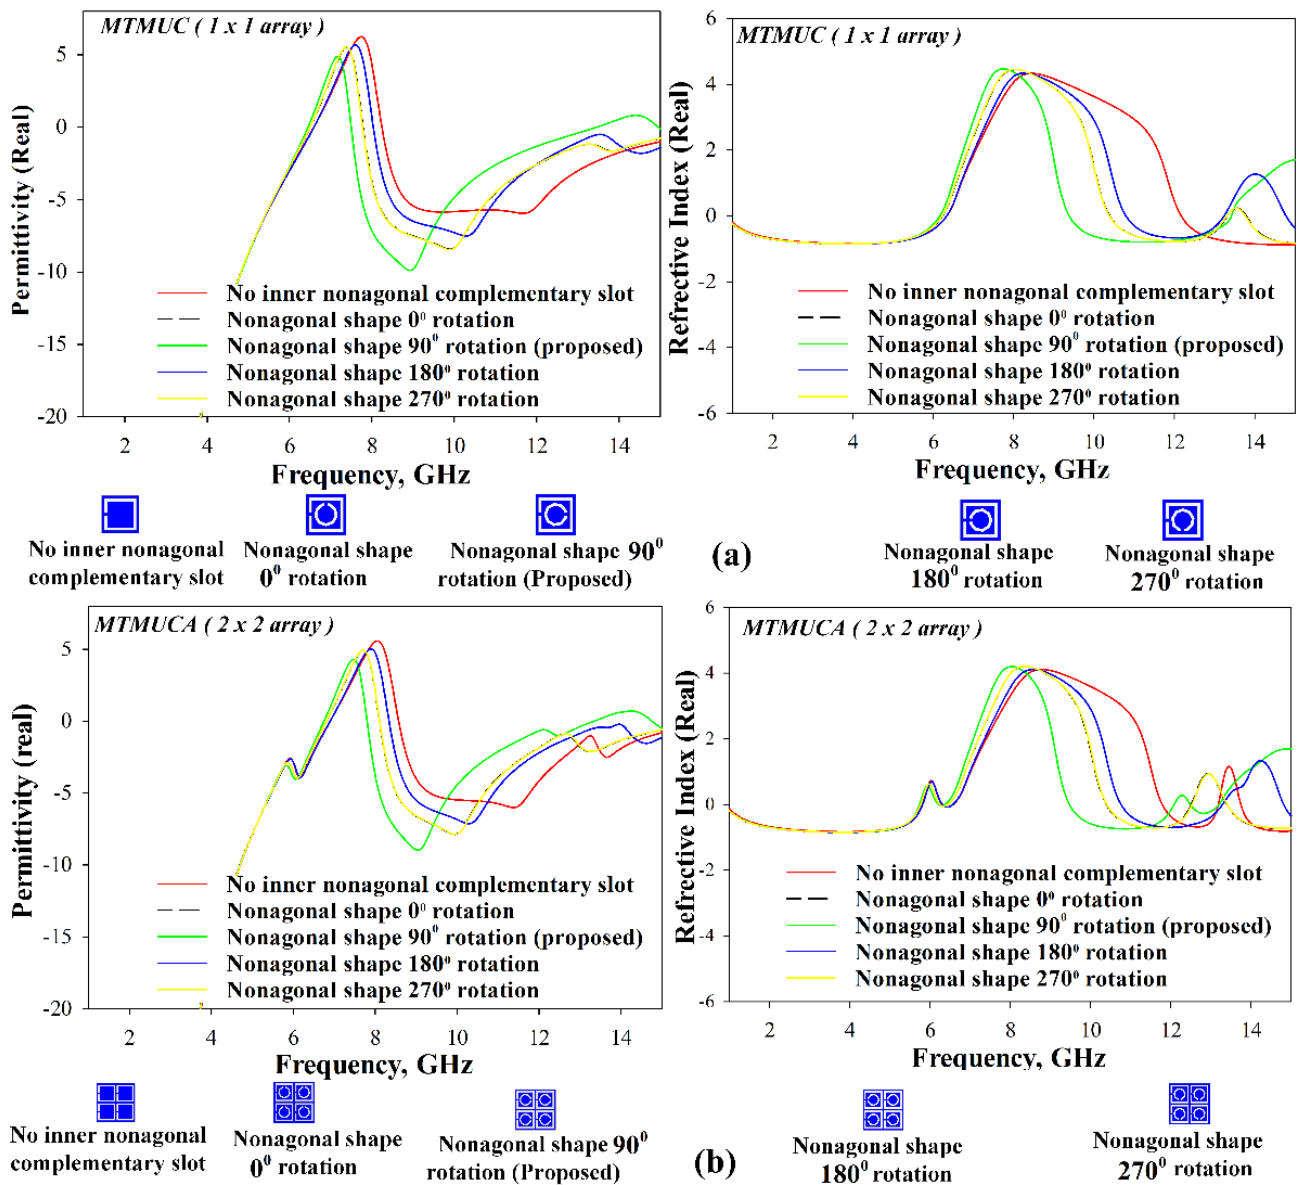 MTMUC ( 1 x 1 array )
5
0
-5
-10
-15
-20
Permittivity (Real)
No inner nonagonal complementary slot
Nonagonal shape 0⁰ rotation
Nonagonal shape 90⁰ rotation (proposed)
Nonagonal shape 180⁰ rotation
Nonagonal shape 270⁰ rotation
2 4 6 8 10 12 14
Frequency, GHz
MTMUC ( 1 x 1 array )
6
4
2
0
-2
-4
-6
Refrective Index (Real)
No inner nonagonal complementary slot
Nonagonal shape 0⁰ rotation
Nonagonal shape 90⁰ rotation (proposed)
Nonagonal shape 180⁰ rotation
Nonagonal shape 270⁰ rotation
2 4 6 8 10 12 14
Frequency, GHz
No inner nonagonal
complementary slot
Nonagonal shape
0⁰ rotation
Nonagonal shape 90⁰
rotation (Proposed)
(a)
Nonagonal shape
180⁰ rotation
Nonagonal shape
270⁰ rotation
MTMUCA ( 2 x 2 array )
5
0
-5
-10
-15
-20
Permittivity (real)
No inner nonagonal complementary slot
Nonagonal shape 0⁰ rotation
Nonagonal shape 90⁰ rotation (proposed)
Nonagonal shape 180⁰ rotation
Nonagonal shape 270⁰ rotation
2 4 6 8 10 12 14
Frequency, GHz
MTMUCA ( 2 x 2 array )
6
4
2
0
-2
-4
-6
Refrective Index (Real)
No inner nonagonal complementary slot
Nonagonal shape 0⁰ rotation
Nonagonal shape 90⁰ rotation (proposed)
Nonagonal shape 180⁰ rotation
Nonagonal shape 270⁰ rotation
2 4 6 8 10 12 14
Frequency, GHz
No inner nonagonal
complementary slot
Nonagonal shape
0⁰ rotation
Nonagonal shape 90⁰
rotation (Proposed)
(b)
Nonagonal shape
180⁰ rotation
Nonagonal shape
270⁰ rotation